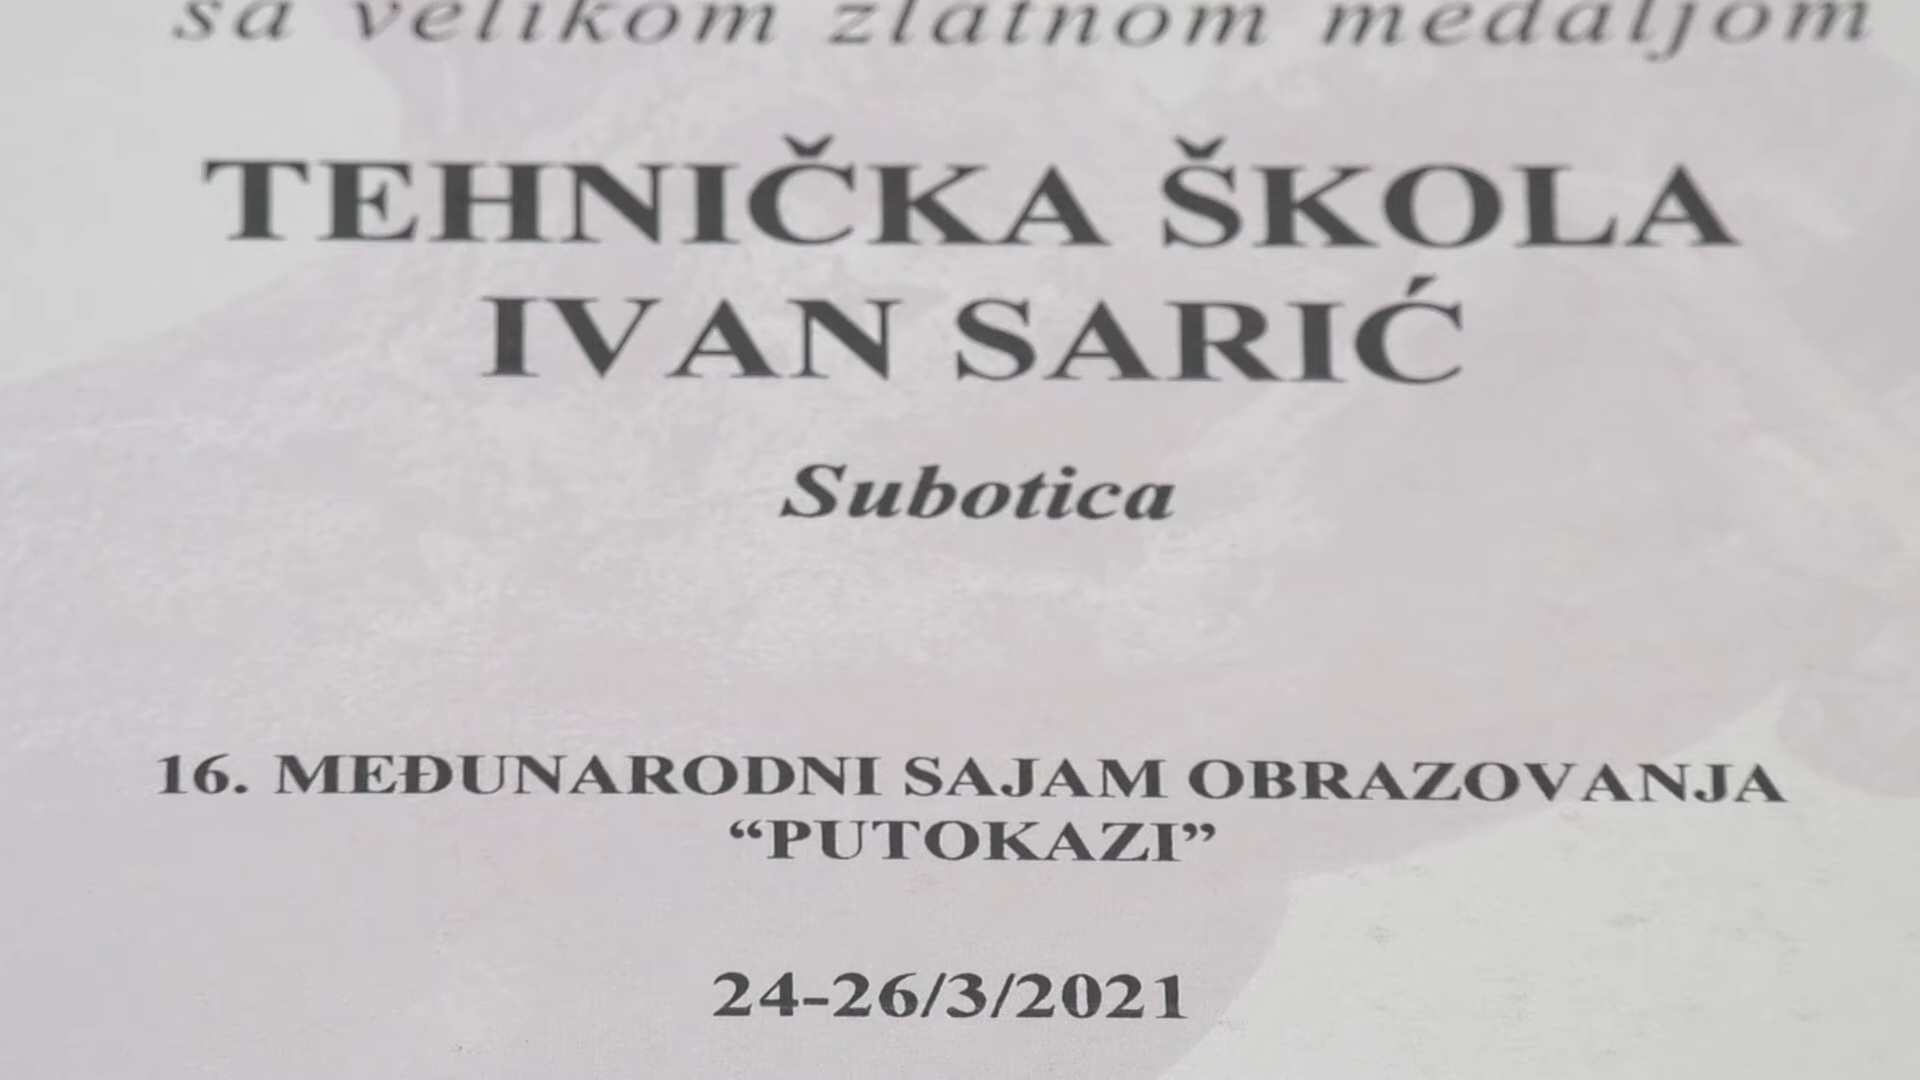 sa velikom zlatnom medaljom
TEHNIČKA ŠKOLA
IVAN SARIĆ
Subotica
16. MEĐUNARODNI SAJAM OBRAZOVANJA
“PUTOKAZI”
24-26/3/2021